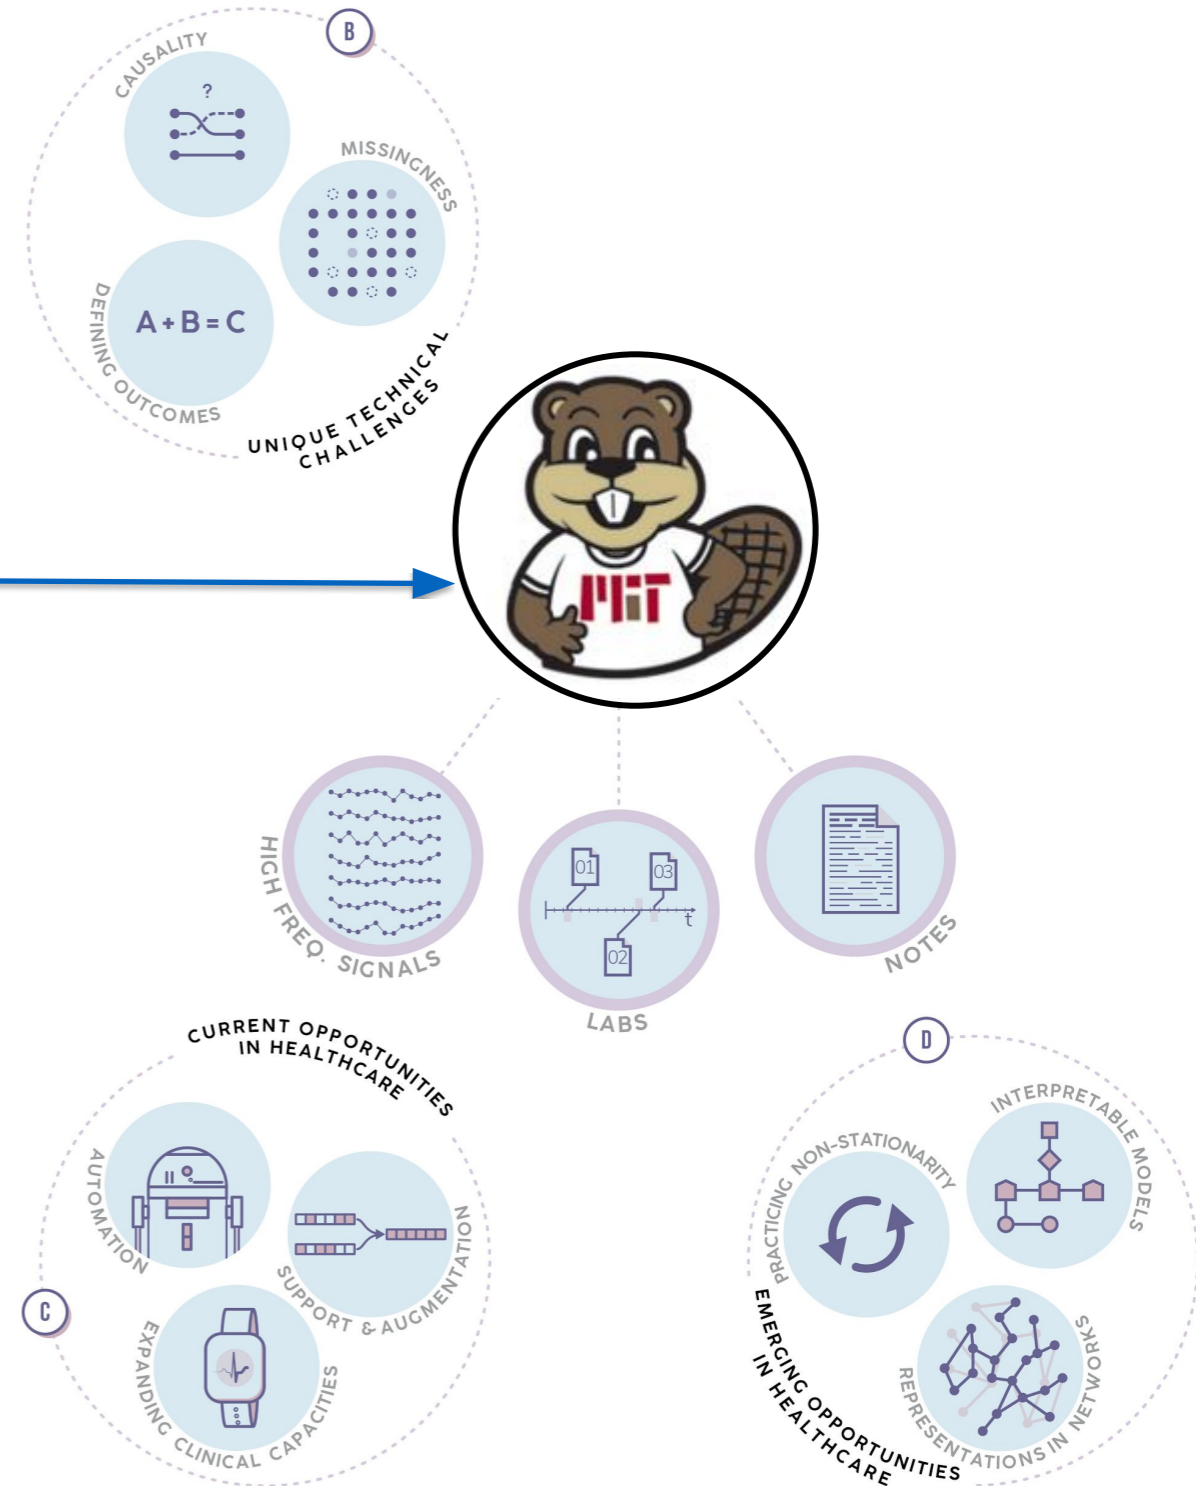 B
CAUSALITY
?
MISSINGNESS
DEFINING OUTCOMES
A+B=C
UNIQUE TECHNICAL
CHALLENGES
MIT
HIGH FREQ. SIGNALS
01
03
t
02
LABS
NOTES
CURRENT OPPORTUNITIES
IN HEALTHCARE
AUTOMATION
SUPPORT & AUGMENTATION
C
EXPANDING CLINICAL CAPACITIES
D
INTERPRETABLE MODELS
PRACTICING NON-STATIONARITY
REPRESENTATIONS IN NETWORKS
EMERGING OPPORTUNITIES
IN HEALTHCARE